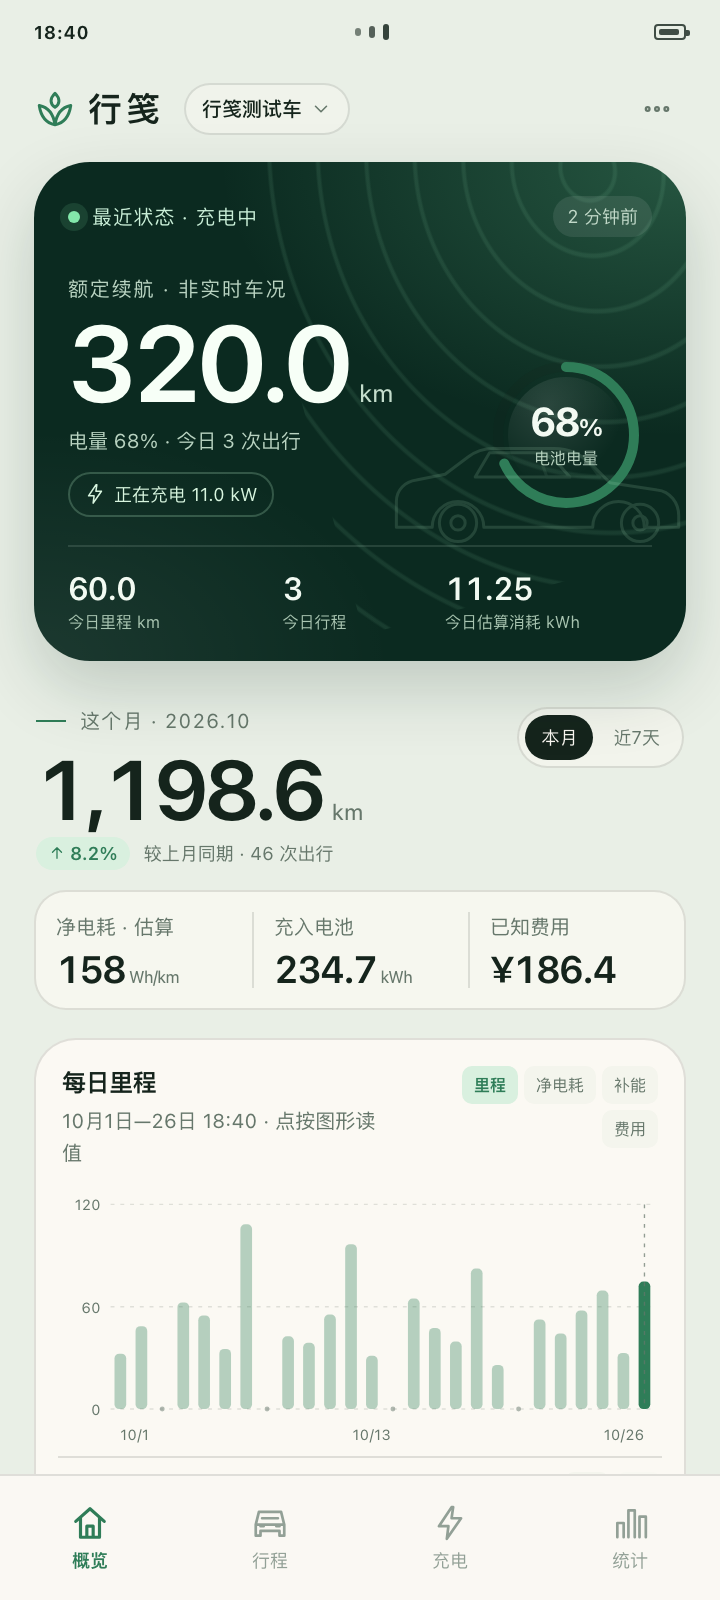 18:40
行笺
行笺测试车
最近状态 · 充电中
2 分钟前
额定续航 · 非实时车况
320.0 km
电量 68% · 今日 3 次出行
68%
电池电量
正在充电 11.0 kW
60.0
今日里程 km
3
今日行程
11.25
今日估算消耗 kWh
这个月 · 2026.10
本月
近7天
1,198.6 km
↑ 8.2%
较上月同期 · 46 次出行
净电耗 · 估算
158 Wh/km
充入电池
234.7 kWh
已知费用
¥186.4
每日里程
里程
净电耗
补能
费用
10月1日—26日 18:40 · 点按图形读
值
120
60
0
10/1
10/13
10/26
概览
行程
充电
统计